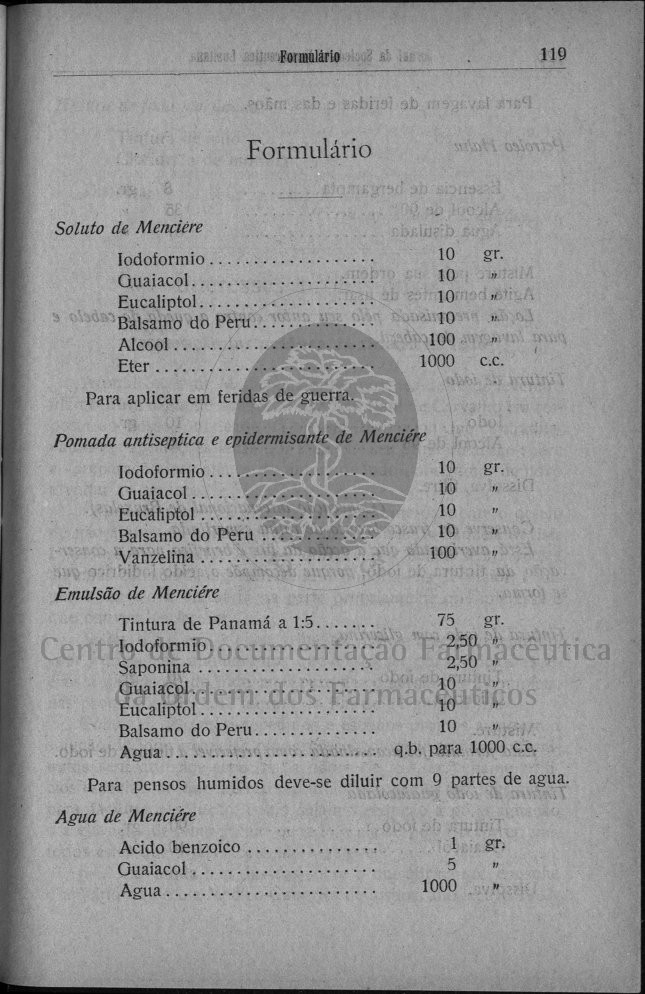 Formulário 119
Formulário
Soluto de Menciére
Iodoformio.................... 10 gr.
Guaiacol..................... 10 "
Eucaliptol.................... 10 "
Balsamo do Peru.............. 10 "
Alcool....................... 100 "
Eter......................... 1000 c.c.
Para aplicar em feridas de guerra.
Pomada antiseptica e epidermisante de Menciére
Iodoformio.................... 10 gr.
Guaiacol..................... 10 "
Eucaliptol.................... 10 "
Balsamo do Peru .............. 10 "
Vanzelina.................... 100 "
Emulsão de Menciére
Tintura de Panamá a 1:5....... 75 gr.
Iodoformio.................... 2,50 "
Saponina..................... 2,50 "
Guaiacol..................... 10 "
Eucaliptol.................... 10 "
Balsamo do Peru.............. 10 "
Agua......................... q.b. para 1000 c.c.
Para pensos humidos deve-se diluir com 9 partes de agua.
Agua de Menciére
Acido benzoico ............... 1 gr.
Guaiacol..................... 5 "
Agua......................... 1000 "
Centro de Documentação Farmacêutica
da Ordem dos Farmacêuticos